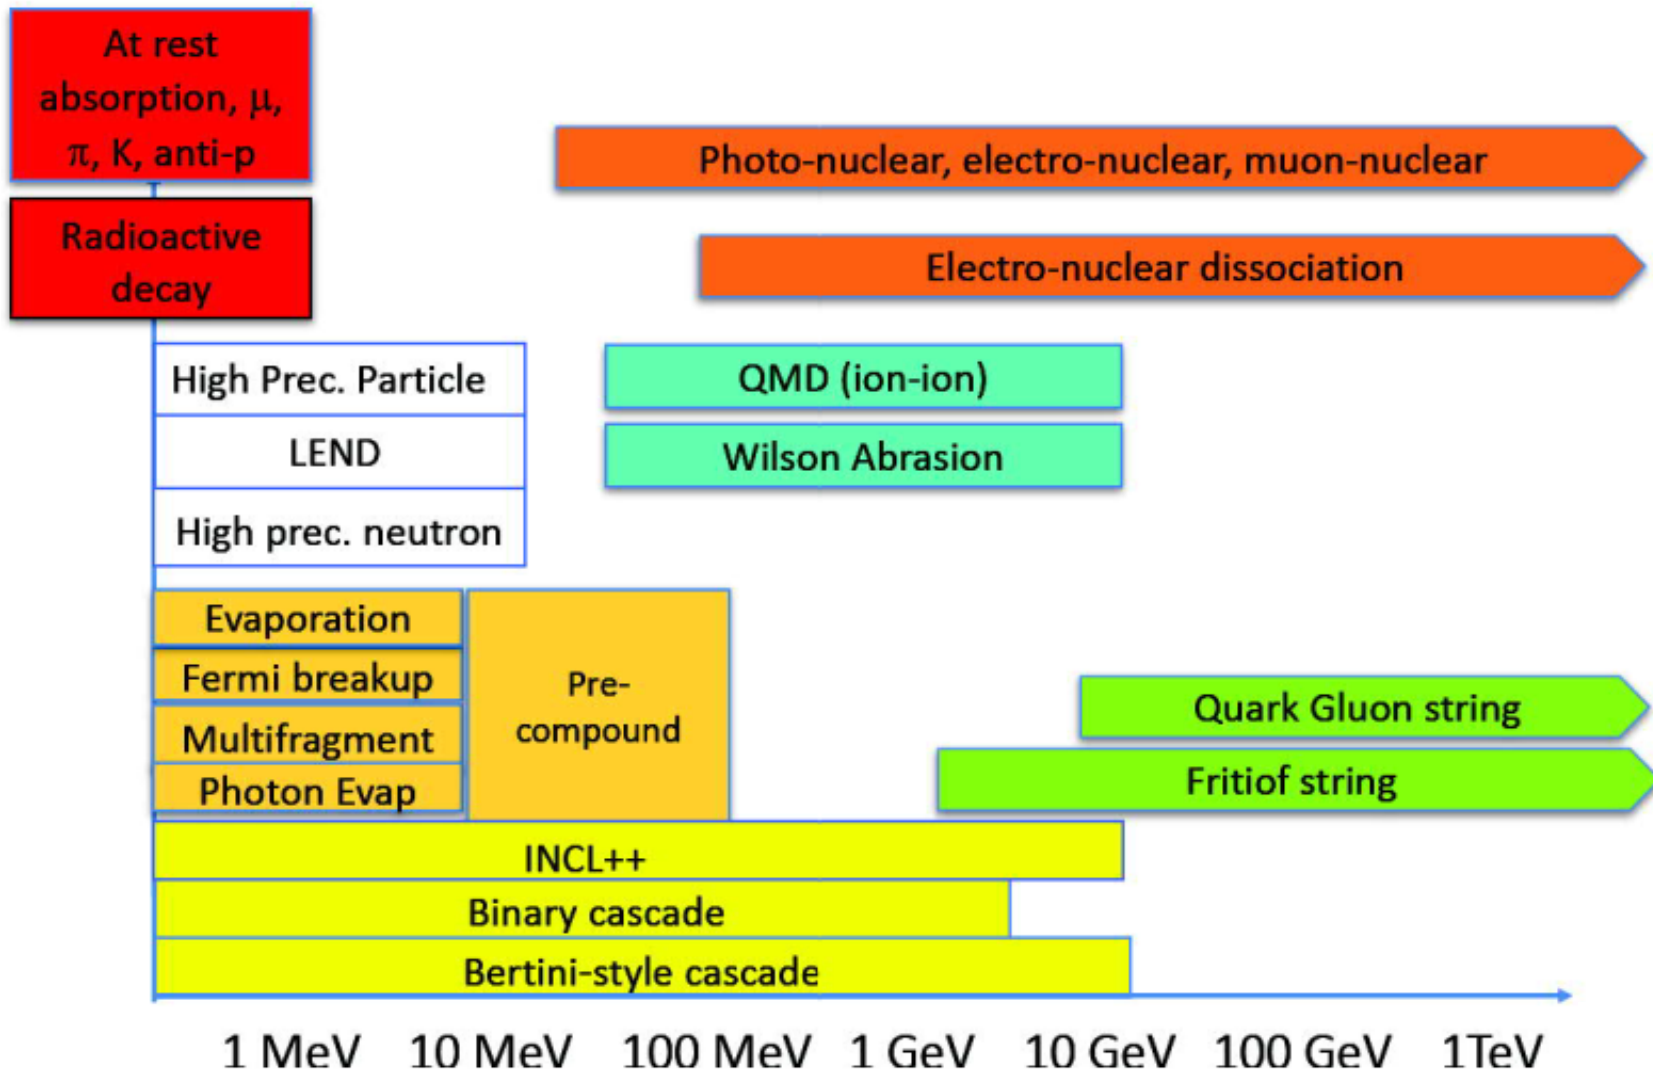 At rest
absorption, μ,
π, K, anti-p
Photo-nuclear, electro-nuclear, muon-nuclear
Radioactive
decay
Electro-nuclear dissociation
High Prec. Particle
QMD (ion-ion)
LEND
Wilson Abrasion
High prec. neutron
Evaporation
Fermi breakup
Multifragment
Photon Evap
Pre-
compound
Quark Gluon string
Fritiof string
INCL++
Binary cascade
Bertini-style cascade
1 MeV 10 MeV 100 MeV 1 GeV 10 GeV 100 GeV 1TeV